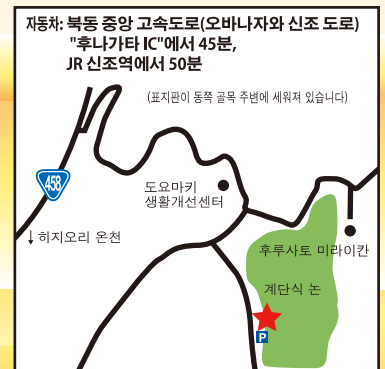 자동차: 북동 중앙 고속도로(오바나자와 신조 도로)
"후나가타 IC"에서 45분,
JR 신조역에서 50분
(표지판이 동쪽 골목 주변에 세워져 있습니다)
458
도요마키
생활개선센터
↓ 히지오리 온천
후루사토 미라이칸
계단식 논
P